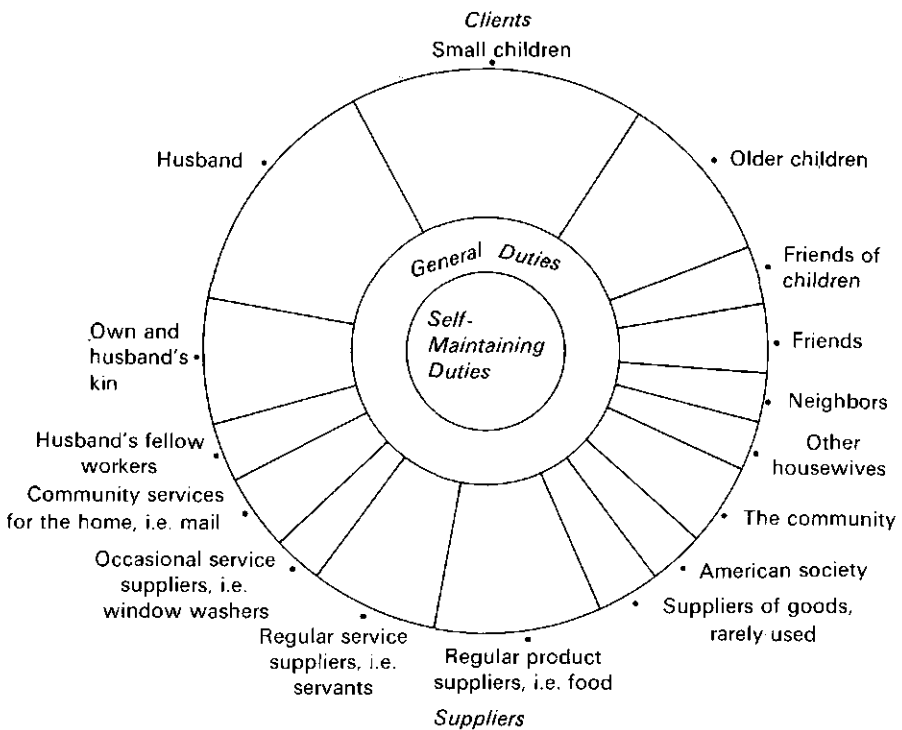 Clients
Small children
Husband
Older children
General Duties
Friends of
children
Self-
Maintaining
Duties
Own and
husband's
kin
Friends
Neighbors
Husband's fellow
workers
Other
housewives
Community services
for the home, i.e. mail
The community
Occasional service
suppliers, i.e.
window washers
American society
Suppliers of goods,
rarely used
Regular service
suppliers, i.e.
servants
Regular product
suppliers, i.e. food
Suppliers